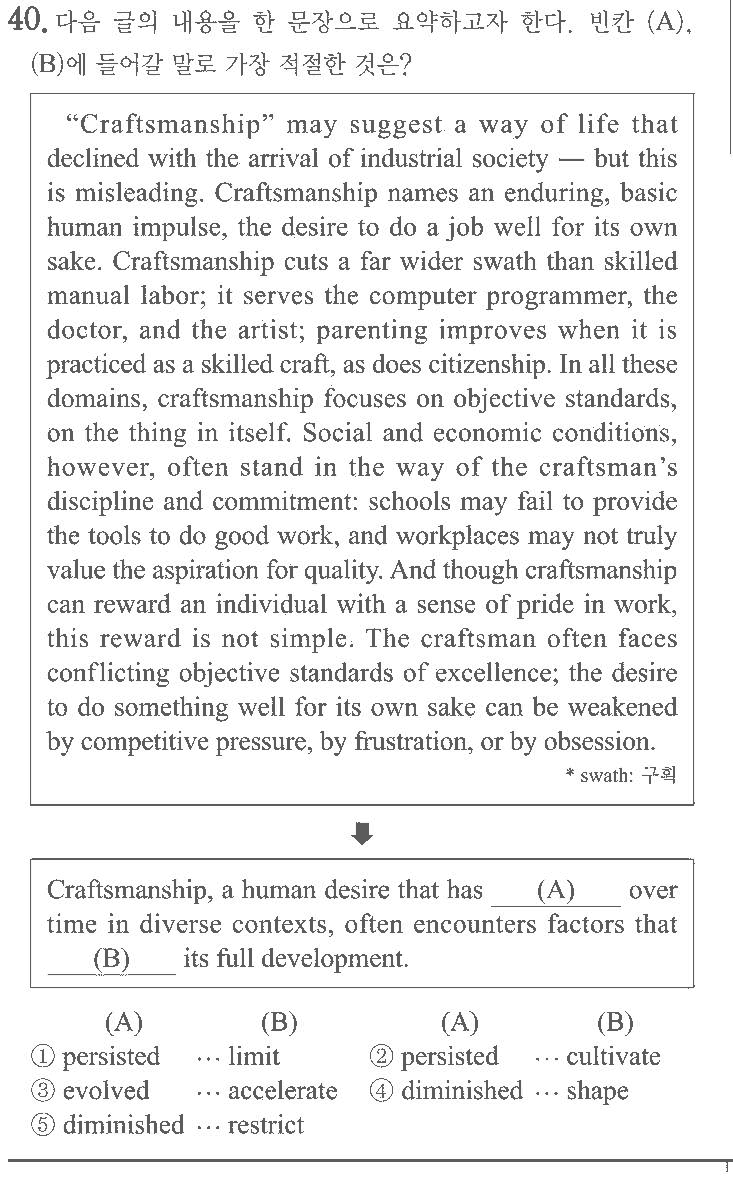 40. 다음 글의 내용을 한 문장으로 요약하고자 한다. 빈칸 (A),
(B)에 들어갈 말로 가장 적절한 것은?
“Craftsmanship” may suggest a way of life that
declined with the arrival of industrial society — but this
is misleading. Craftsmanship names an enduring, basic
human impulse, the desire to do a job well for its own
sake. Craftsmanship cuts a far wider swath than skilled
manual labor; it serves the computer programmer, the
doctor, and the artist; parenting improves when it is
practiced as a skilled craft, as does citizenship. In all these
domains, craftsmanship focuses on objective standards,
on the thing in itself. Social and economic conditions,
however, often stand in the way of the craftsman’s
discipline and commitment: schools may fail to provide
the tools to do good work, and workplaces may not truly
value the aspiration for quality. And though craftsmanship
can reward an individual with a sense of pride in work,
this reward is not simple. The craftsman often faces
conflicting objective standards of excellence; the desire
to do something well for its own sake can be weakened
by competitive pressure, by frustration, or by obsession.
* swath: 구획
Craftsmanship, a human desire that has (A) over
time in diverse contexts, often encounters factors that
(B) its full development.
(A) (B) (A) (B)
① persisted … limit ② persisted … cultivate
③ evolved … accelerate ④ diminished … shape
⑤ diminished … restrict